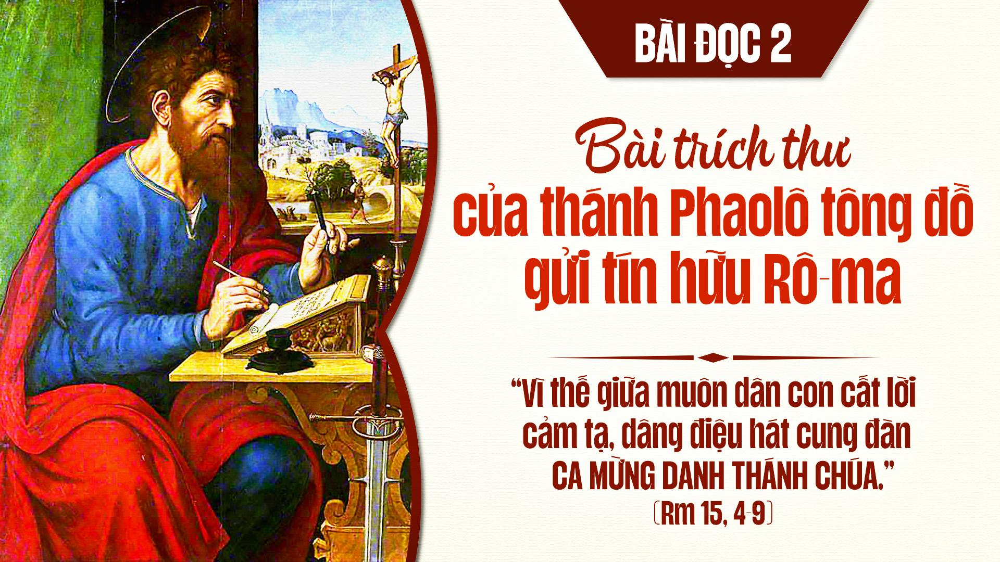 BÀI ĐỌC 2
Bài trích thư
của thánh Phaolô tông đồ
gửi tín hữu Rô-ma
“Vì thế giữa muôn dân con cất lời
cảm tạ, dâng điệu hát cung đàn
CA MỪNG DANH THÁNH CHÚA.”
(Rm 15, 4-9)